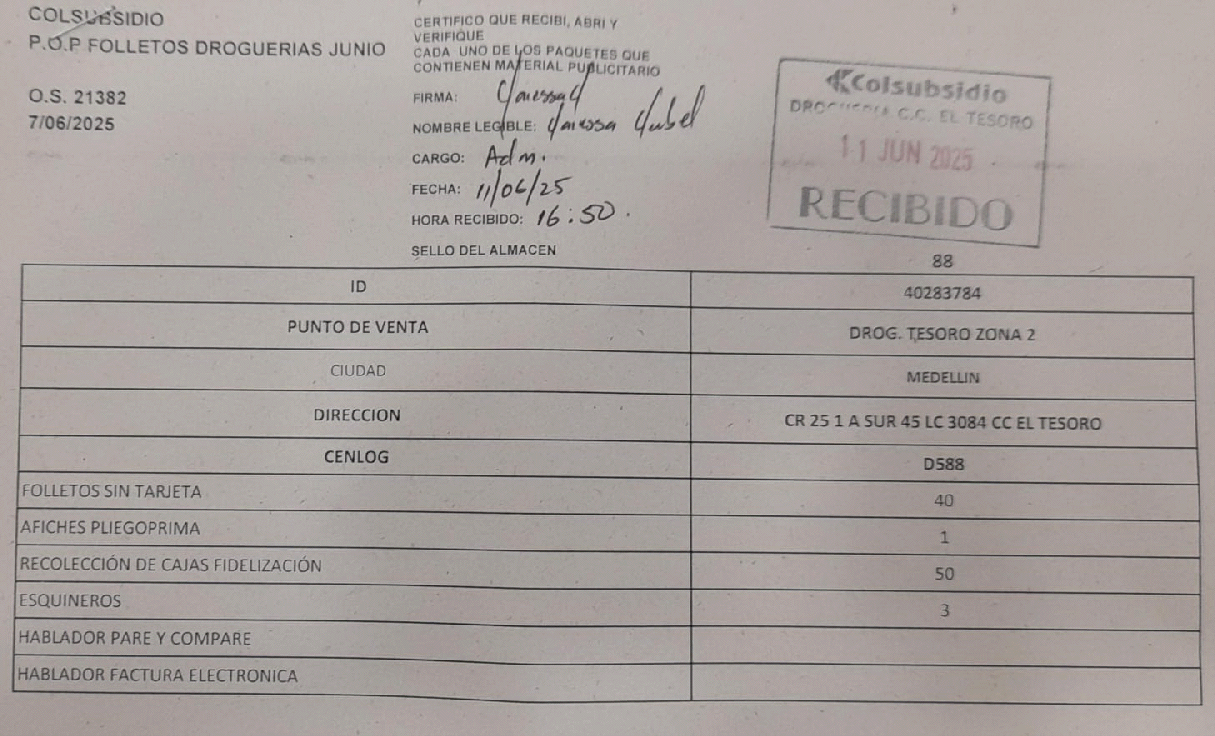 COLSUBSIDIO
P.O.P FOLLETOS DROGUERIAS JUNIO
O.S. 21382
7/06/2025
CERTIFICO QUE RECIBI, ABRI Y
VERIFIQUE
CADA UNO DE LOS PAQUETES QUE
CONTIENEN MATERIAL PUBLICITARIO
FIRMA:
NOMBRE LEGIBLE: Vanessa
CARGO: Adm.
FECHA: 11/06/25
HORA RECIBIDO: 16:50.
SELLO DEL ALMACEN
Colsubsidio
DROGUERIA C.C. EL TESORO
11 JUN 2025
RECIBIDO
88
ID 40283784
PUNTO DE VENTA DROG. TESORO ZONA 2
CIUDAD MEDELLIN
DIRECCION CR 25 1 A SUR 45 LC 3084 CC EL TESORO
CENLOG D588
FOLLETOS SIN TARJETA 40
AFICHES PLIEGOPRIMA 1
RECOLECCIÓN DE CAJAS FIDELIZACIÓN 50
ESQUINEROS 3
HABLADOR PARE Y COMPARE
HABLADOR FACTURA ELECTRONICA